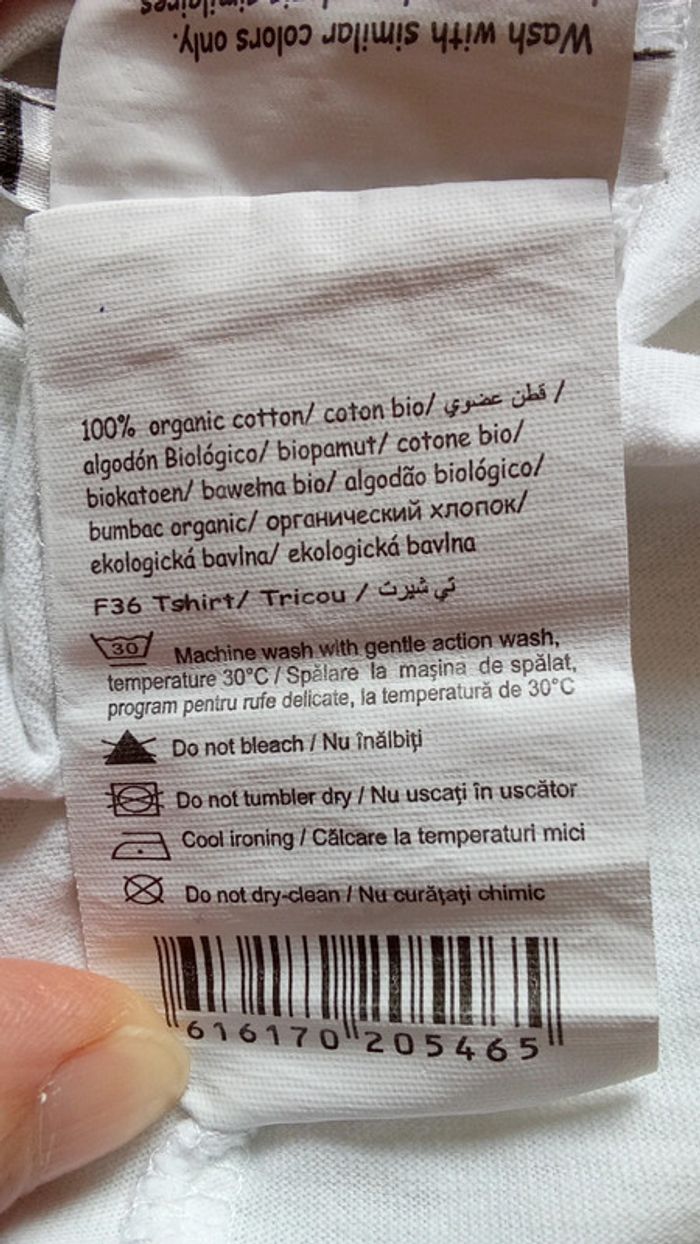 Wash with similar colors only.
100% organic cotton/ coton bio/ قطن عضوي /
algodón Biológico/ biopamut/ cotone bio/
biokatoen/ bawełna bio/ algodão biológico/
bumbac organic/ органический хлопок/
ekologická bavlna/ ekologická bavlna
F36 Tshirt/ Tricou / تي شيرت
30 Machine wash with gentle action wash,
temperature 30°C / Spălare la mașina de spălat,
program pentru rufe delicate, la temperatură de 30°C
Do not bleach / Nu înălbiți
Do not tumbler dry / Nu uscați în uscător
Cool ironing / Călcare la temperaturi mici
Do not dry-clean / Nu curățați chimic
616170 205465